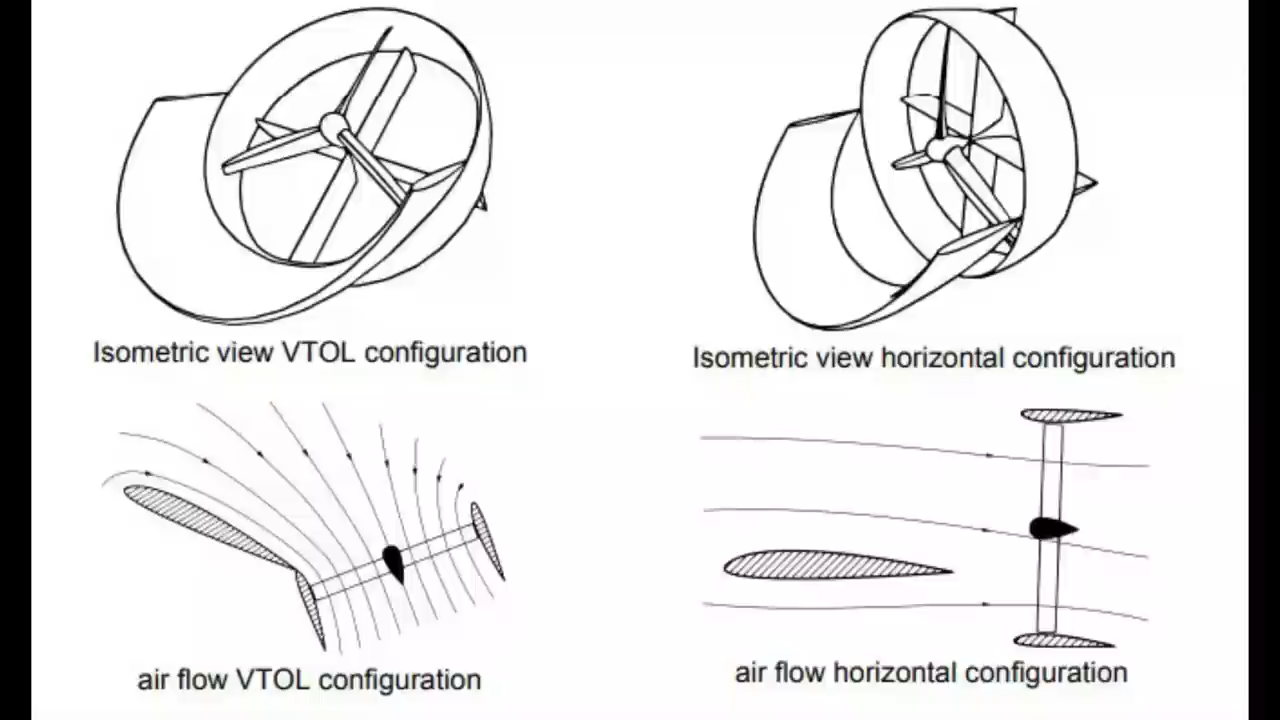 Isometric view VTOL configuration
Isometric view horizontal configuration
air flow VTOL configuration
air flow horizontal configuration